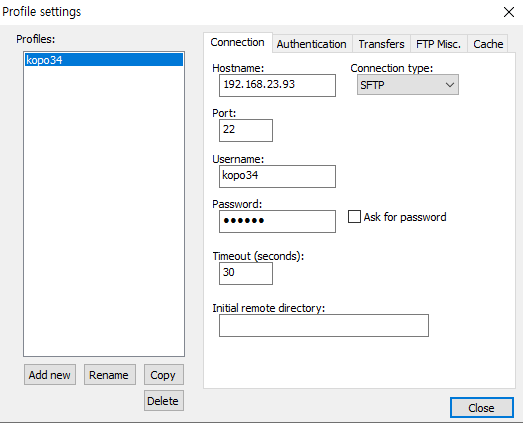 Profile settings
Profiles:
kopo34
Add new
Rename
Copy
Delete
Connection
Authentication
Transfers
FTP Misc.
Cache
Hostname:
192.168.23.93
Connection type:
SFTP
Port:
22
Username:
kopo34
Password:
●●●●●●
Ask for password
Timeout (seconds):
30
Initial remote directory:
Close